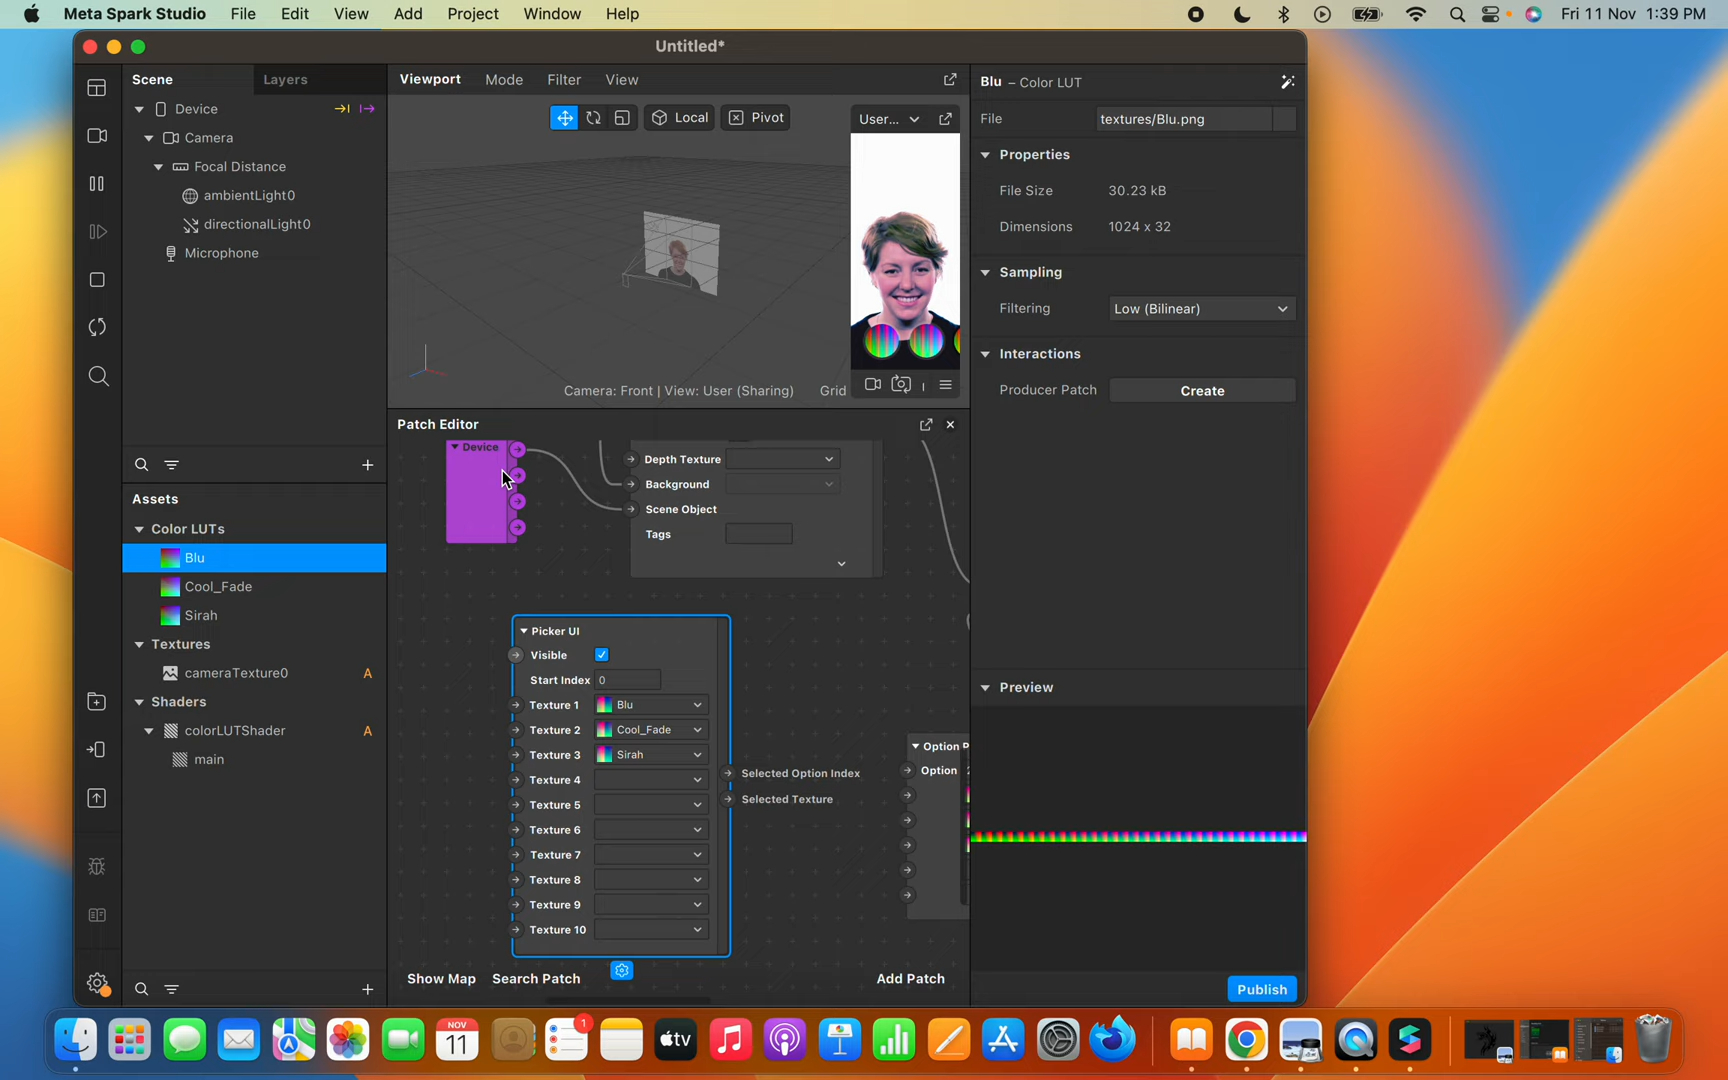 Meta Spark Studio File Edit View Add Project Window Help Fri 11 Nov 1:39 PM
Untitled*
Scene Layers
Device
Camera
Focal Distance
ambientLight0
directionalLight0
Microphone
Assets
Color LUTs
Blu
Cool_Fade
Sirah
Textures
cameraTexture0 A
Shaders
colorLUTShader A
main
Viewport Mode Filter View
Local Pivot
User...
Camera: Front | View: User (Sharing) Grid
Patch Editor
Device
Depth Texture
Background
Scene Object
Tags
Picker UI
Visible
Start Index 0
Texture 1 Blu
Texture 2 Cool_Fade
Texture 3 Sirah
Texture 4
Texture 5
Texture 6
Texture 7
Texture 8
Texture 9
Texture 10
Selected Option Index
Selected Texture
Option P
Option
Show Map Search Patch Add Patch
Blu – Color LUT
File textures/Blu.png
Properties
File Size 30.23 kB
Dimensions 1024 x 32
Sampling
Filtering Low (Bilinear)
Interactions
Producer Patch Create
Preview
Publish
NOV
11
1
tv